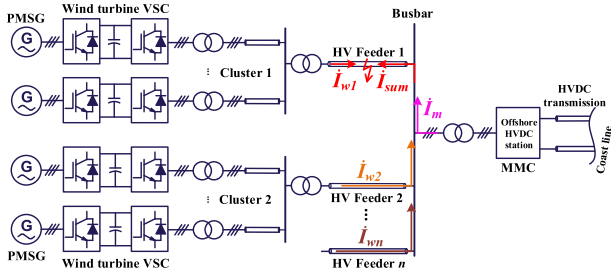 PMSG
Wind turbine VSC
Busbar
G
HV Feeder 1
Cluster 1
İw1
İsum
İm
HVDC
transmission
G
Offshore
HVDC
station
Coast line
MMC
G
İw2
Cluster 2
HV Feeder 2
G
İwn
PMSG
Wind turbine VSC
HV Feeder n